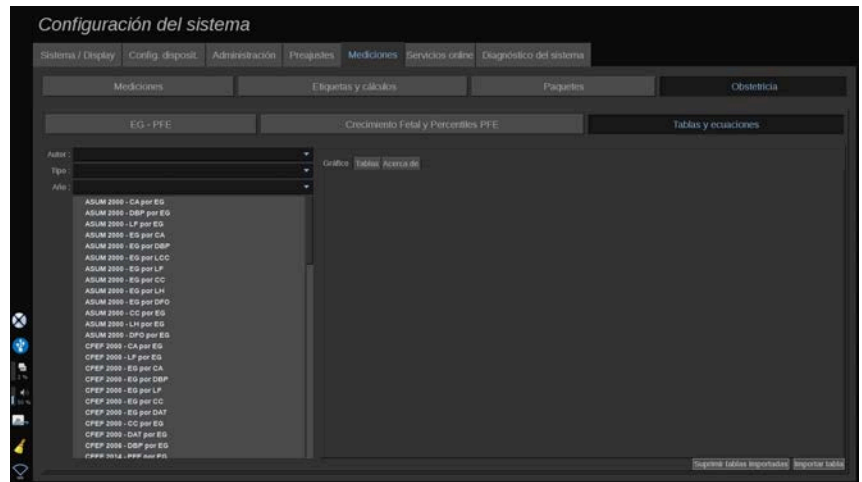 Configuración del sistema
Sistema / Display Config. disposit. Administración Preajustes Mediciones Servicios online Diagnóstico del sistema
Mediciones Etiquetas y cálculos Paquetes Obstetricia
EG - PFE Crecimiento Fetal y Percentiles PFE Tablas y ecuaciones
Autor :
Tipo :
Año :
Gráfico Tablas Acerca de
ASUM 2000 - CA por EG
ASUM 2000 - DBP por EG
ASUM 2000 - LF por EG
ASUM 2000 - EG por CA
ASUM 2000 - EG por DBP
ASUM 2000 - EG por LCC
ASUM 2000 - EG por LF
ASUM 2000 - EG por CC
ASUM 2000 - EG por LH
ASUM 2000 - EG por DFO
ASUM 2000 - CC por EG
ASUM 2000 - LH por EG
ASUM 2000 - DFO por EG
CFEF 2000 - CA por EG
CFEF 2000 - LF por EG
CFEF 2000 - EG por CA
CFEF 2000 - EG por DBP
CFEF 2000 - EG por LF
CFEF 2000 - EG por CC
CFEF 2000 - EG por DAT
CFEF 2000 - CC por EG
CFEF 2000 - DAT por EG
CFEF 2006 - DBP por EG
CFEF 2014 - PFE por EG
Suprimir tablas importadas Importar tabla